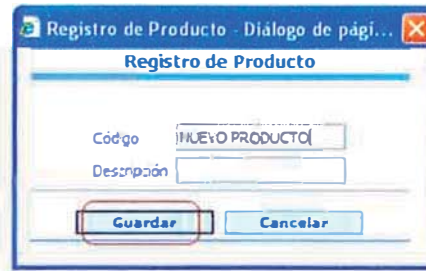 Registro de Producto - Diálogo de pági...
Registro de Producto
Código NUEVO PRODUCTO
Descripción
Guardar Cancelar